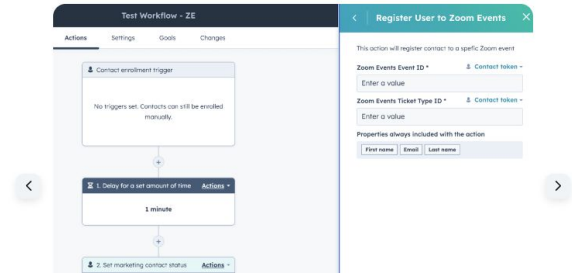 Test Workflow - ZE
Actions Settings Goals Changes
Contact enrollment trigger
No triggers set. Contacts can still be enrolled
manually.
1. Delay for a set amount of time Actions
1 minute
2. Set marketing contact status Actions
Register User to Zoom Events
This action will register contact to a spefic Zoom event
Zoom Events Event ID * Contact token
Enter a value
Zoom Events Ticket Type ID * Contact token
Enter a value
Properties always included with the action
First name Email Last name